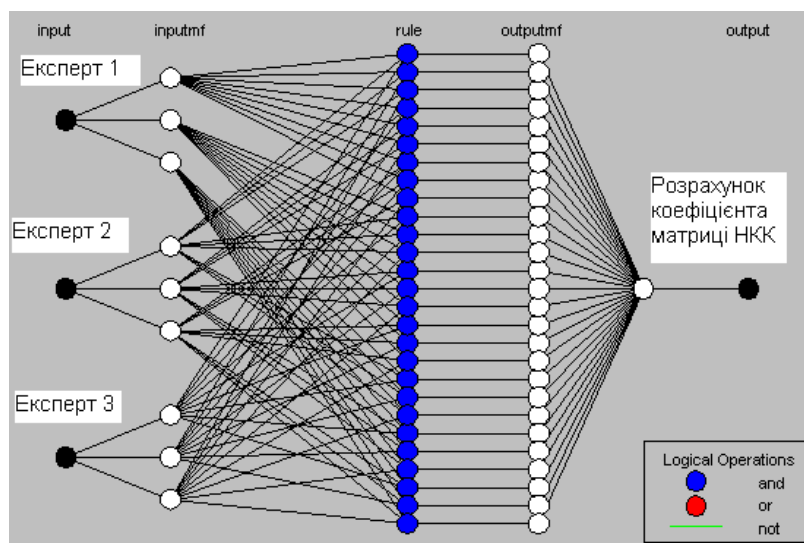 input
inputmf
rule
outputmf
output
Експерт 1
Експерт 2
Експерт 3
Розрахунок
коефіцієнта
матриці НКК
Logical Operations
and
or
not